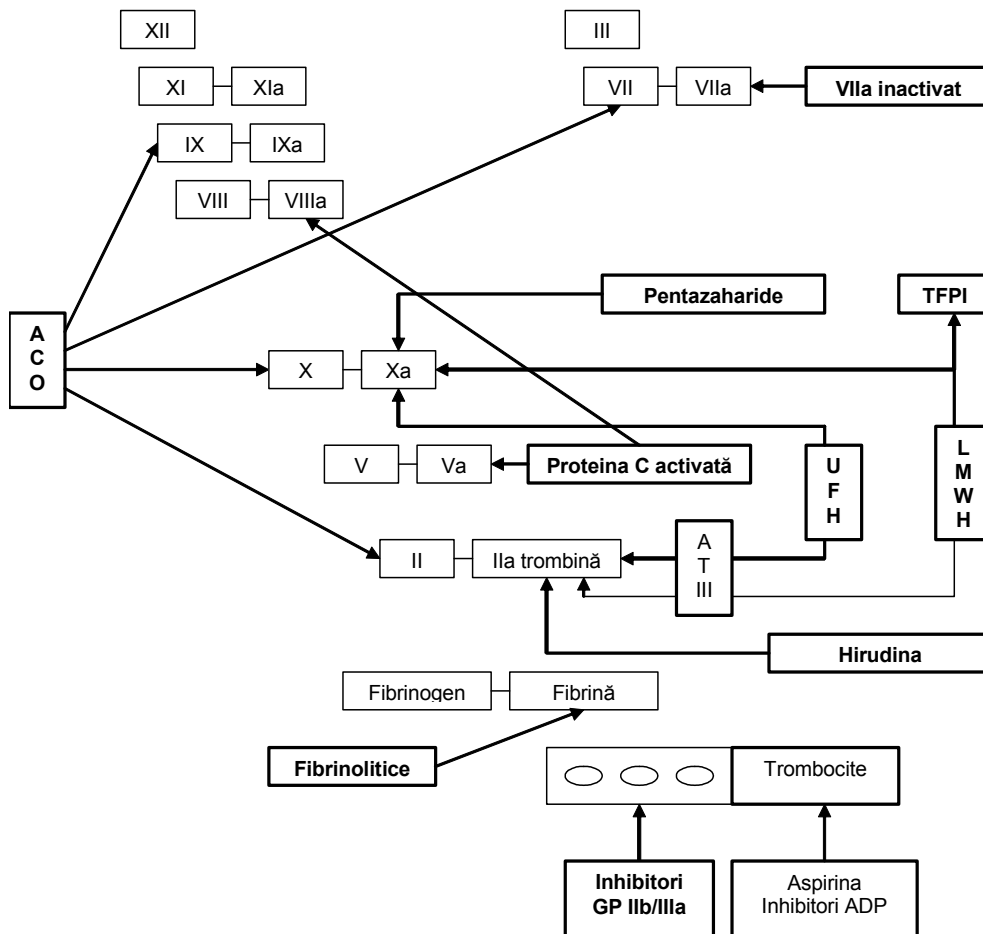 XII
III
XI
XIa
VII
VIIa
VIIa inactivat
IX
IXa
VIII
VIIIa
Pentazaharide
TFPI
A
C
O
X
Xa
V
Va
Proteina C activată
U
F
H
L
M
W
H
II
IIa trombină
A
T
III
Hirudina
Fibrinogen
Fibrină
Fibrinolitice
Trombocite
Inhibitori
GP IIb/IIIa
Aspirina
Inhibitori ADP